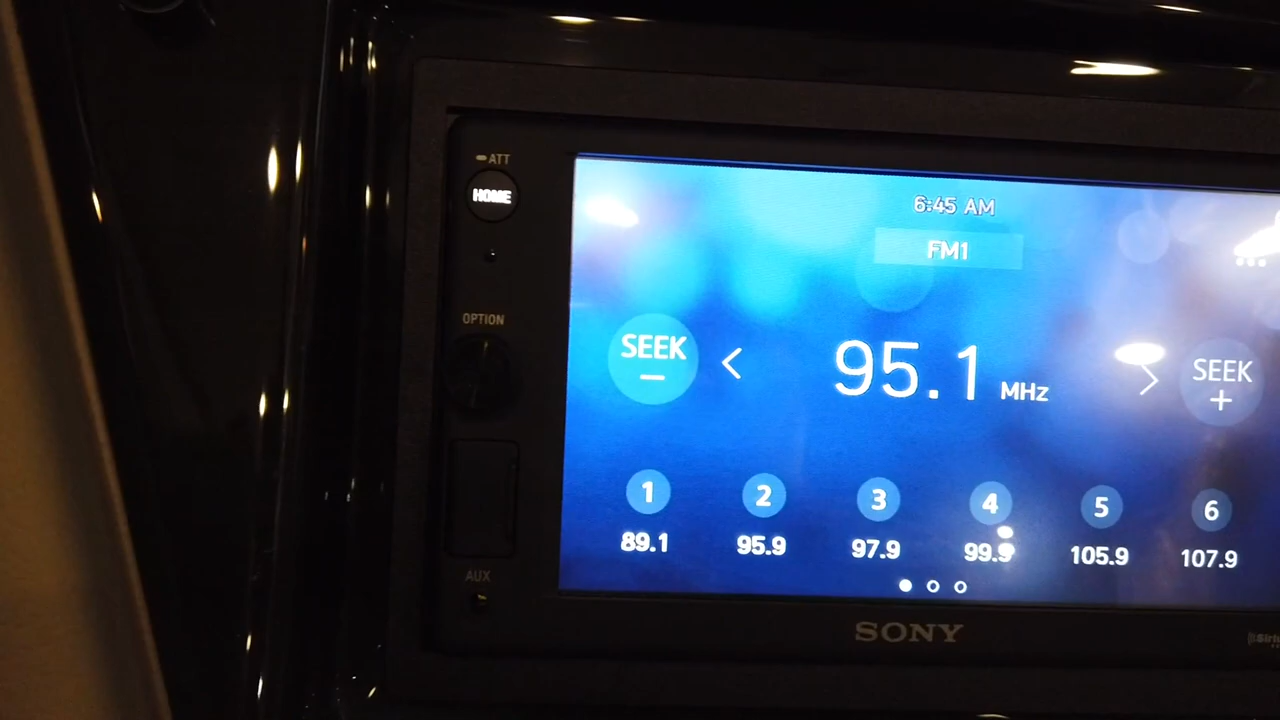 ATT
HOME
6:45 AM
FM1
OPTION
SEEK
–
<
95.1 MHz
>
SEEK
+
1 2 3 4 5 6
89.1 95.9 97.9 99.9 105.9 107.9
AUX
SONY